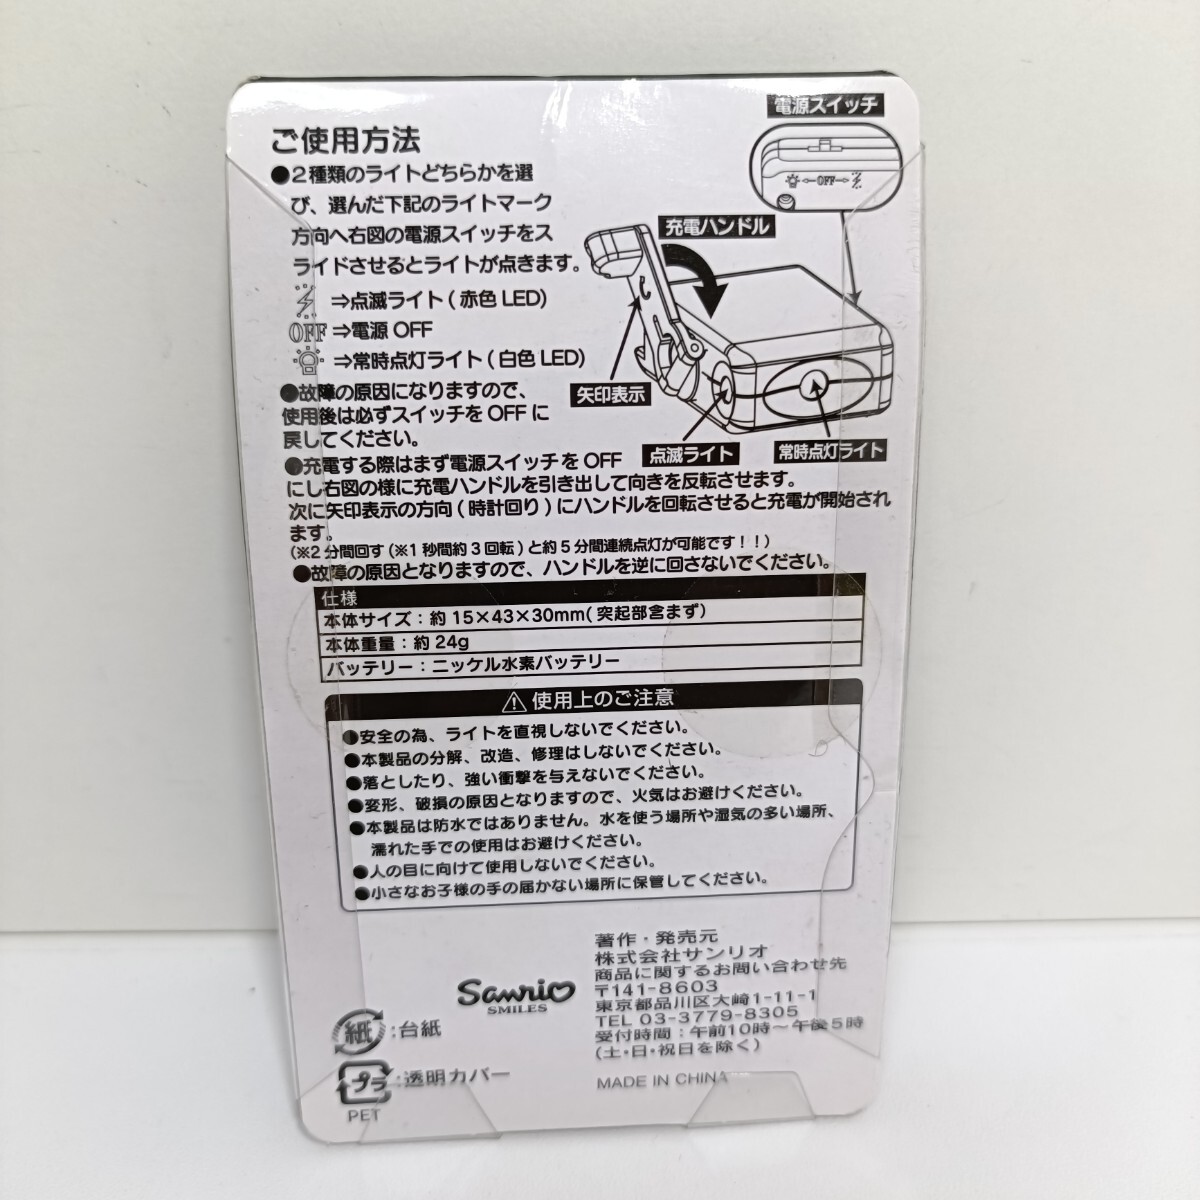 ご使用方法
●2種類のライトどちらかを選
び、選んだ下記のライトマーク
方向へ右図の電源スイッチをス
ライドさせるとライトが点きます。
⇒点滅ライト(赤色LED)
OFF⇒電源OFF
⇒常時点灯ライト(白色LED)
電源スイッチ
←OFF→
充電ハンドル
矢印表示
点滅ライト
常時点灯ライト
●故障の原因になりますので、
使用後は必ずスイッチをOFFに
戻してください。
●充電する際はまず電源スイッチをOFF
にし右図の様に充電ハンドルを引き出して向きを反転させます。
次に矢印表示の方向(時計回り)にハンドルを回転させると充電が開始され
ます。
(※2分間回す(※1秒間約3回転)と約5分間連続点灯が可能です!!)
●故障の原因となりますので、ハンドルを逆に回さないでください。
仕様
本体サイズ:約15×43×30mm(突起部含まず)
本体重量:約24g
バッテリー:ニッケル水素バッテリー
⚠使用上のご注意
●安全の為、ライトを直視しないでください。
●本製品の分解、改造、修理はしないでください。
●落としたり、強い衝撃を与えないでください。
●変形、破損の原因となりますので、火気はお避けください。
●本製品は防水ではありません。水を使う場所や湿気の多い場所、
濡れた手での使用はお避けください。
●人の目に向けて使用しないでください。
●小さなお子様の手の届かない場所に保管してください。
Sanrio
SMILES
著作・発売元
株式会社サンリオ
商品に関するお問い合わせ先
〒141-8603
東京都品川区大崎1-11-1
TEL 03-3779-8305
受付時間:午前10時〜午後5時
(土・日・祝日を除く)
MADE IN CHINA
紙:台紙
プラ:透明カバー
PET